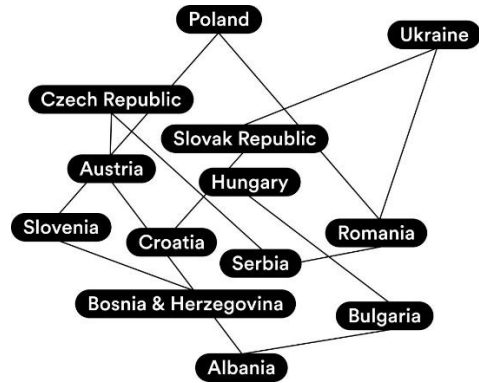 Poland
Ukraine
Czech Republic
Slovak Republic
Austria
Hungary
Slovenia
Croatia
Romania
Serbia
Bosnia & Herzegovina
Bulgaria
Albania